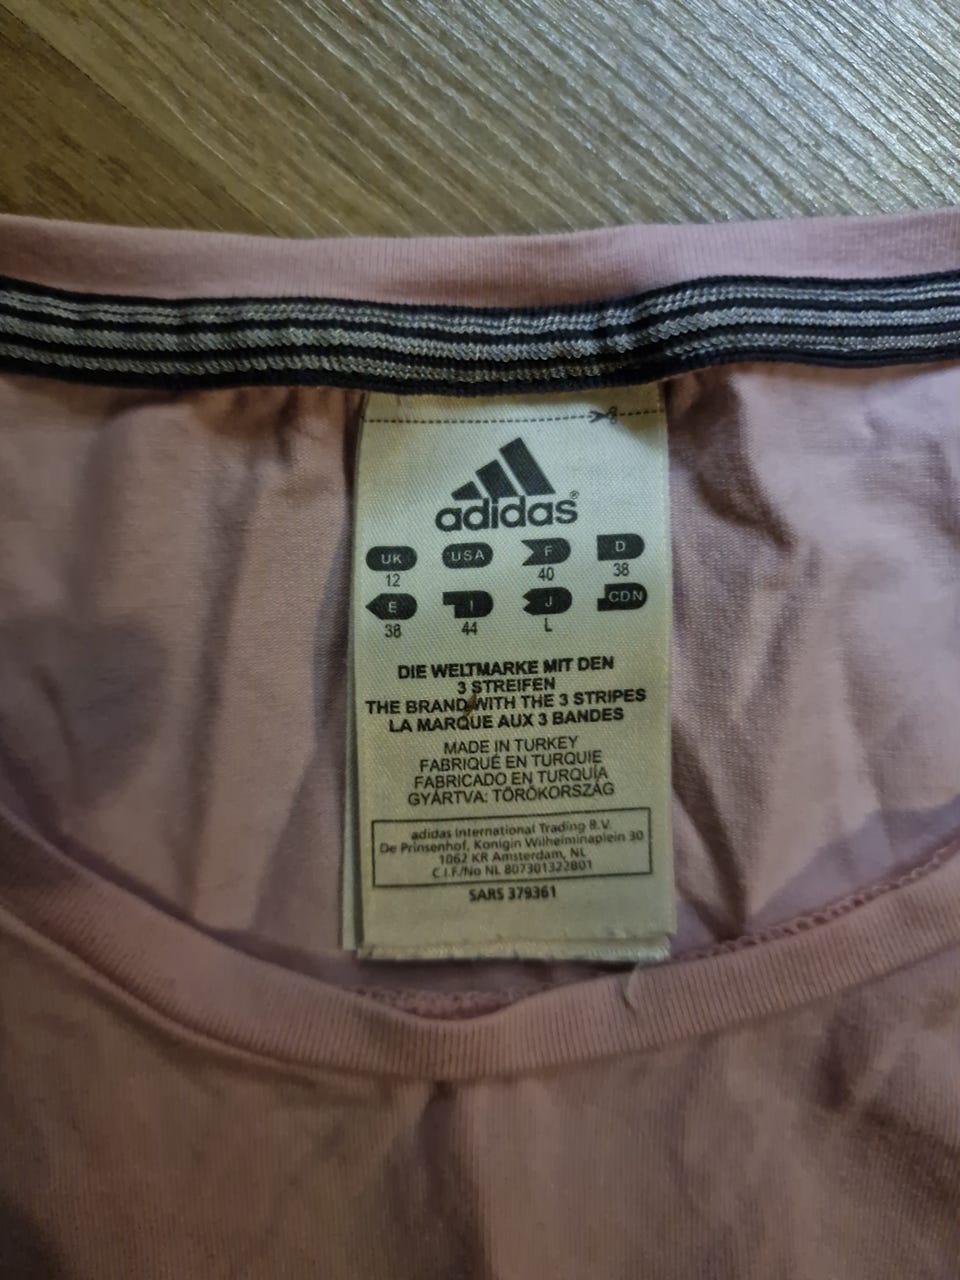 adidas®
UK USA F D
12 40 38
E I J CDN
38 44 L
DIE WELTMARKE MIT DEN
3 STREIFEN
THE BRAND WITH THE 3 STRIPES
LA MARQUE AUX 3 BANDES
MADE IN TURKEY
FABRIQUÉ EN TURQUIE
FABRICADO EN TURQUÍA
GYÁRTVA: TÖRÖKORSZÁG
adidas International Trading B.V.
De Prinsenhof, Konigin Wilheiminaplein 30
1062 KR Amsterdam, NL
C.I.F./No NL 807301322B01
SARS 379361